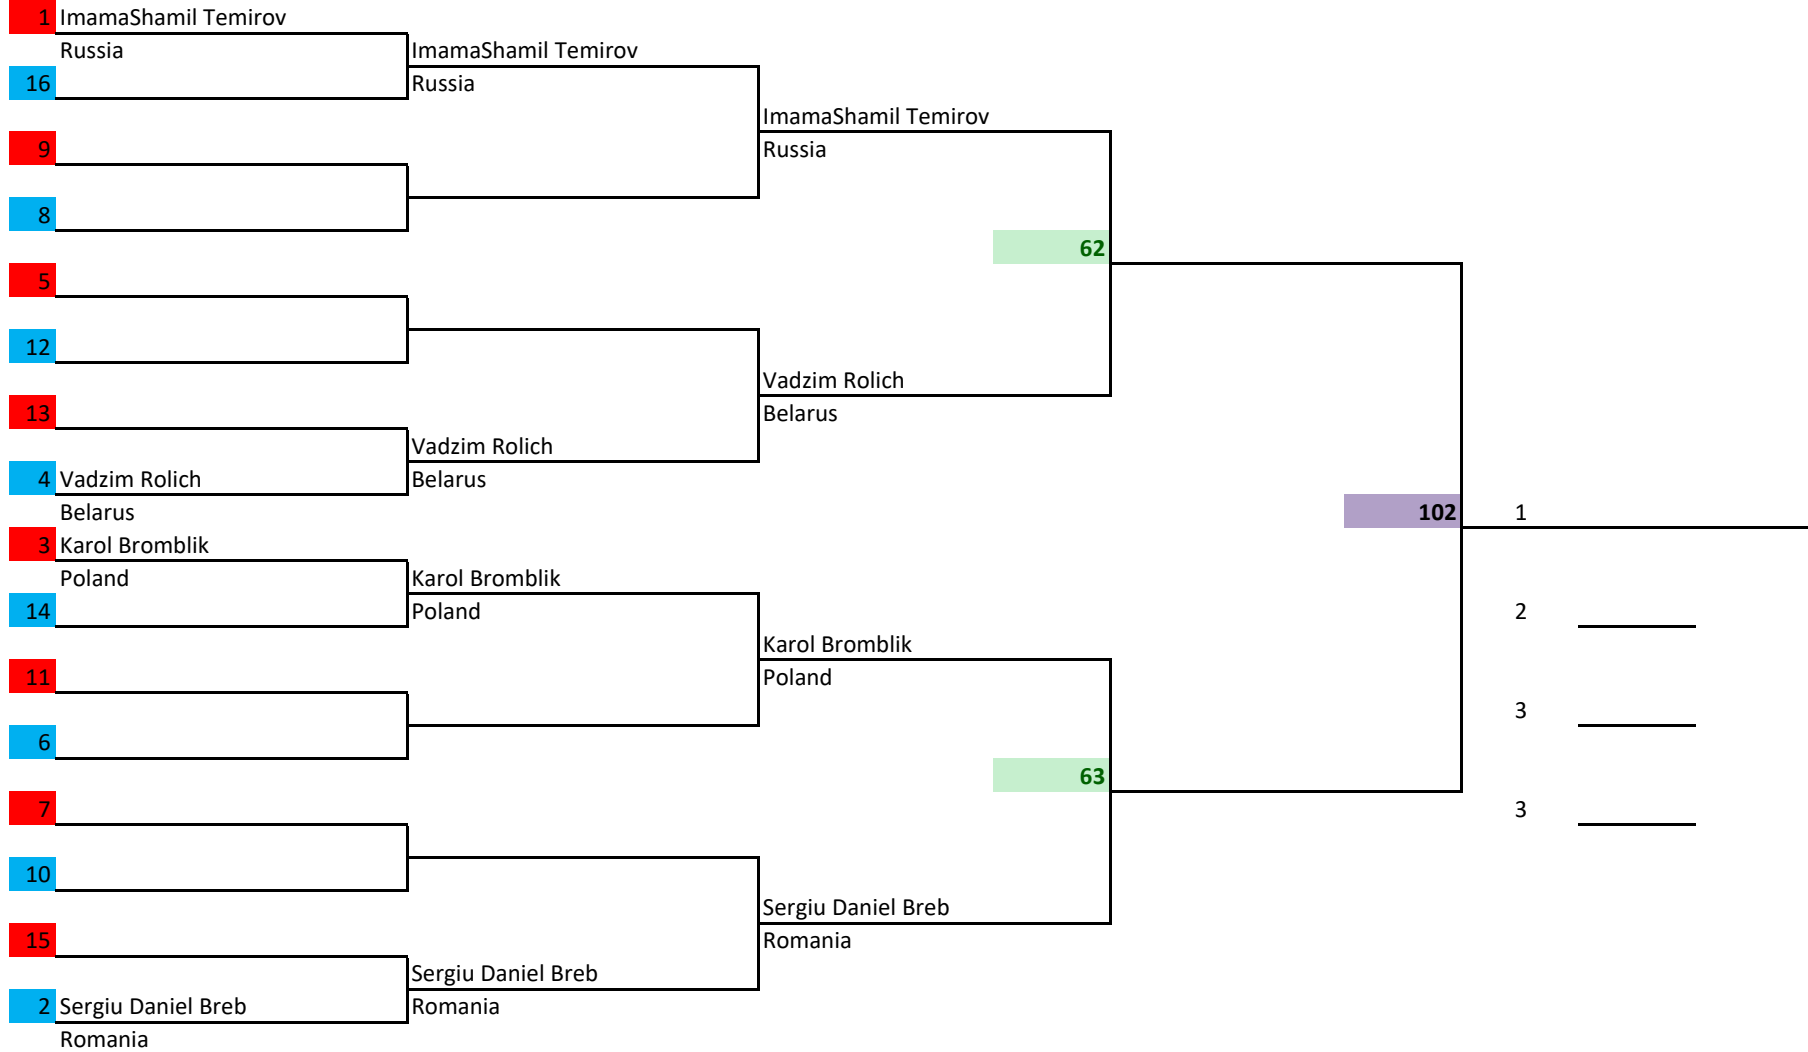 1 ImamaShamil Temirov
Russia
ImamaShamil Temirov
16
Russia
ImamaShamil Temirov
9
Russia
8
62
5
12
Vadzim Rolich
13
Belarus
Vadzim Rolich
4 Vadzim Rolich
Belarus
Belarus
102
1
3 Karol Bromblik
Poland
Karol Bromblik
14
Poland
2
Karol Bromblik
11
Poland
3
6
63
7
3
10
Sergiu Daniel Breb
15
Romania
Sergiu Daniel Breb
2 Sergiu Daniel Breb
Romania
Romania